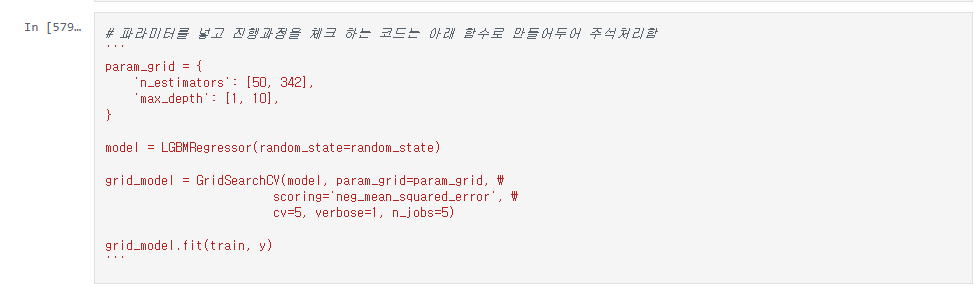 In [579…
# 파라미터를 넣고 진행과정을 체크 하는 코드는 아래 함수로 만들어두어 주석처리함
'''
param_grid = {
    'n_estimators': [50, 342],
    'max_depth': [1, 10],
}
model = LGBMRegressor(random_state=random_state)
grid_model = GridSearchCV(model, param_grid=param_grid, ₩
                        scoring='neg_mean_squared_error', ₩
                        cv=5, verbose=1, n_jobs=5)
grid_model.fit(train, y)
'''